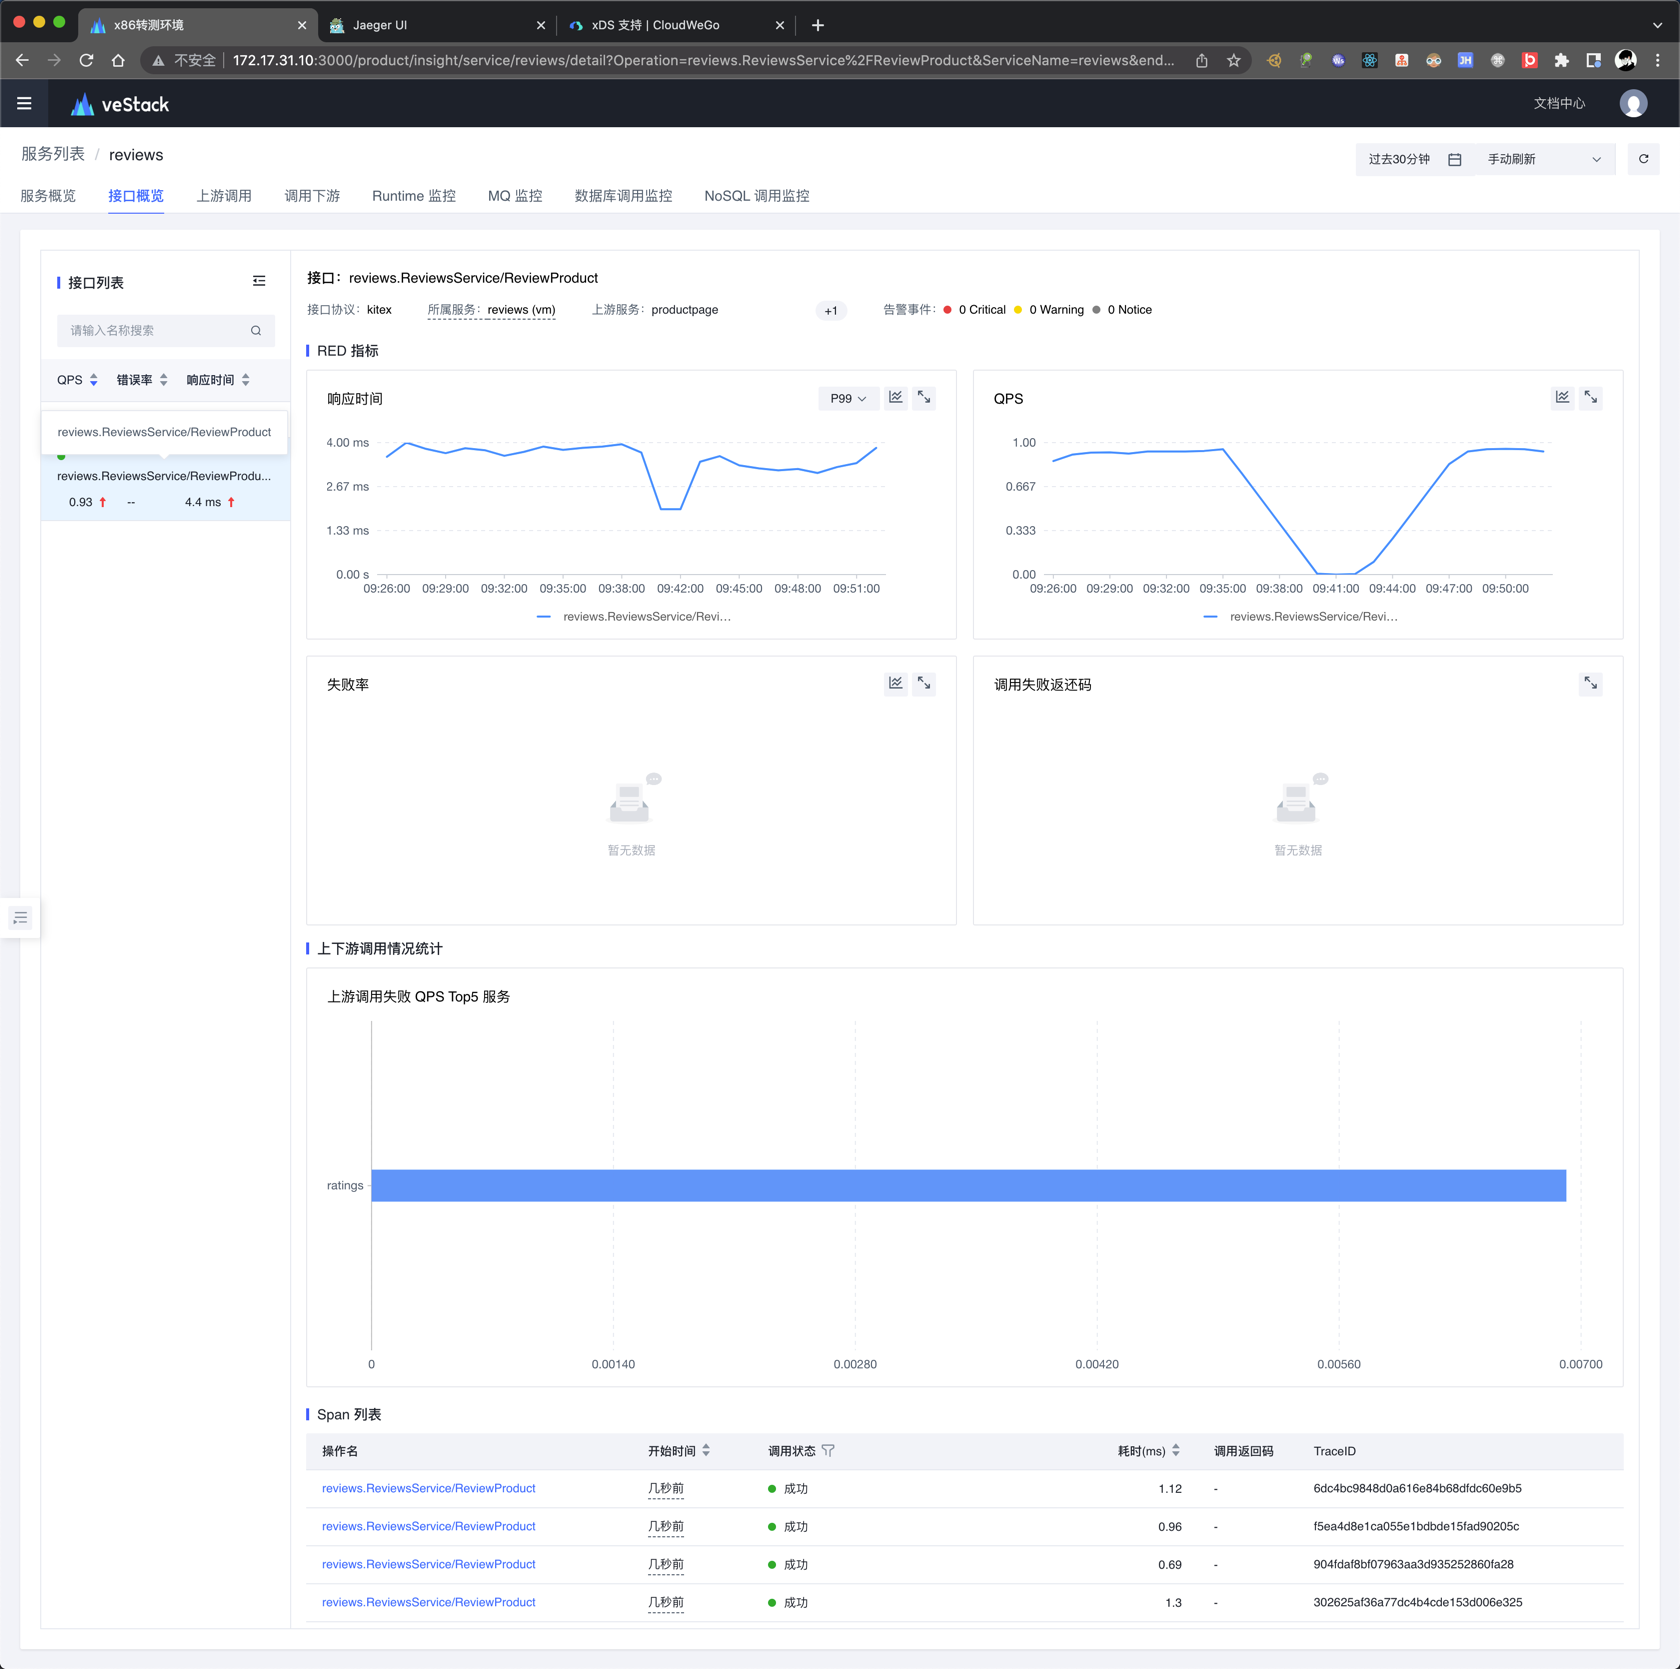 x86转测环境
Jaeger UI
xDS 支持 | CloudWeGo
不安全
172.17.31.10:3000/product/insight/service/reviews/detail?Operation=reviews.ReviewsService%2FReviewProduct&ServiceName=reviews&end...
veStack
文档中心
服务列表 / reviews
过去30分钟
手动刷新
服务概览 接口概览 上游调用 调用下游 Runtime 监控 MQ 监控 数据库调用监控 NoSQL 调用监控
接口列表
请输入名称搜索
QPS 错误率 响应时间
reviews.ReviewsService/ReviewProduct
reviews.ReviewsService/ReviewProdu...
0.93 -- 4.4 ms
接口： reviews.ReviewsService/ReviewProduct
接口协议： kitex 所属服务： reviews (vm) 上游服务： productpage +1 告警事件： 0 Critical 0 Warning 0 Notice
RED 指标
响应时间
P99
4.00 ms
2.67 ms
1.33 ms
0.00 s
09:26:00 09:29:00 09:32:00 09:35:00 09:38:00 09:42:00 09:45:00 09:48:00 09:51:00
reviews.ReviewsService/Revi...
QPS
1.00
0.667
0.333
0.00
09:26:00 09:29:00 09:32:00 09:35:00 09:38:00 09:41:00 09:44:00 09:47:00 09:50:00
reviews.ReviewsService/Revi...
失败率
暂无数据
调用失败返还码
暂无数据
上下游调用情况统计
上游调用失败 QPS Top5 服务
ratings
0 0.00140 0.00280 0.00420 0.00560 0.00700
Span 列表
操作名 开始时间 调用状态 耗时(ms) 调用返回码 TraceID
reviews.ReviewsService/ReviewProduct 几秒前 成功 1.12 - 6dc4bc9848d0a616e84b68dfdc60e9b5
reviews.ReviewsService/ReviewProduct 几秒前 成功 0.96 - f5ea4d8e1ca055e1bdbde15fad90205c
reviews.ReviewsService/ReviewProduct 几秒前 成功 0.69 - 904fdaf8bf07963aa3d935252860fa28
reviews.ReviewsService/ReviewProduct 几秒前 成功 1.3 - 302625af36a77dc4b4cde153d006e325